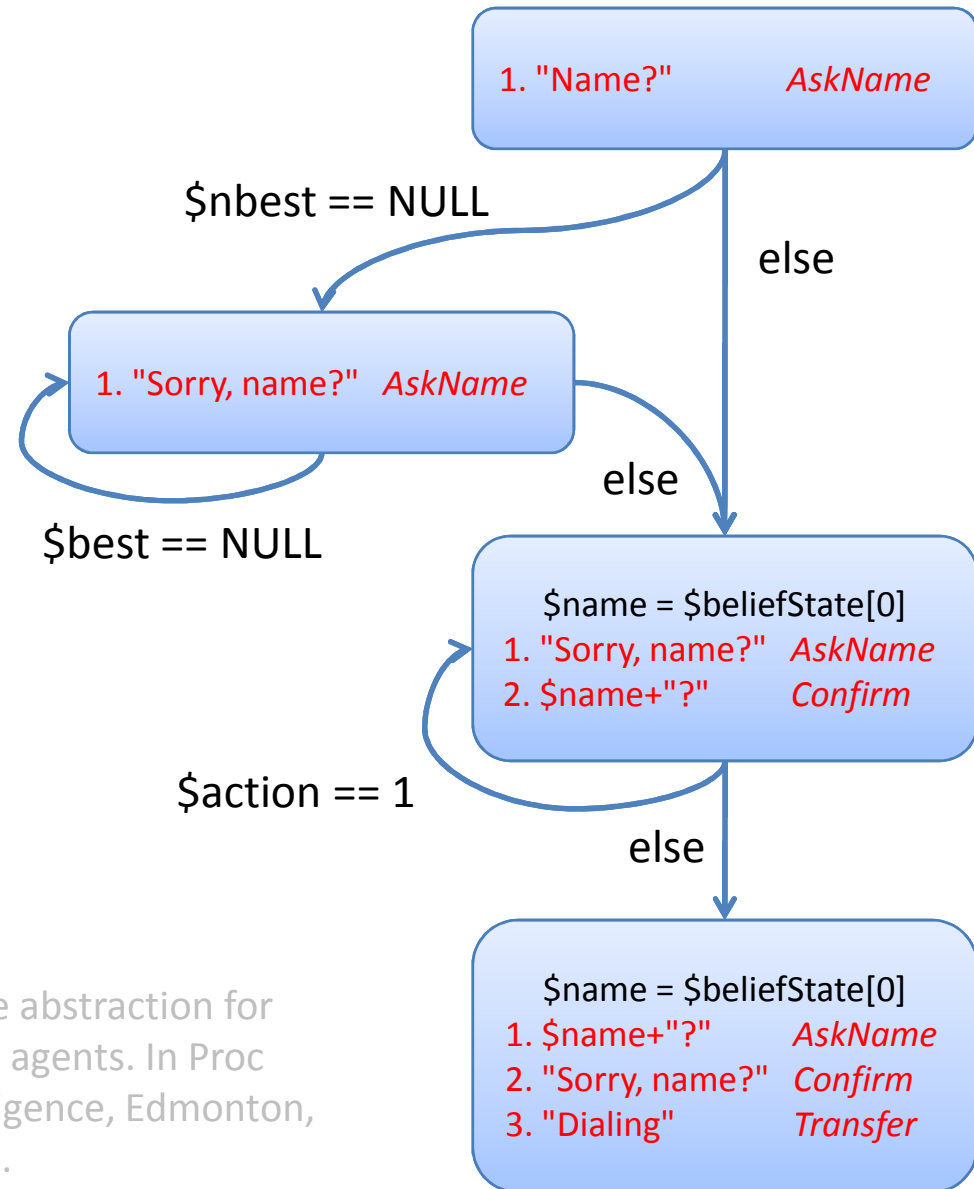 1. "Name?" AskName
$nbest == NULL
else
1. "Sorry, name?" AskName
else
$best == NULL
$name = $beliefState[0]
1. "Sorry, name?" AskName
2. $name+"?" Confirm
$action == 1
else
$name = $beliefState[0]
1. $name+"?" AskName
2. "Sorry, name?" Confirm
3. "Dialing" Transfer
e abstraction for
agents. In Proc
gence, Edmonton,
.